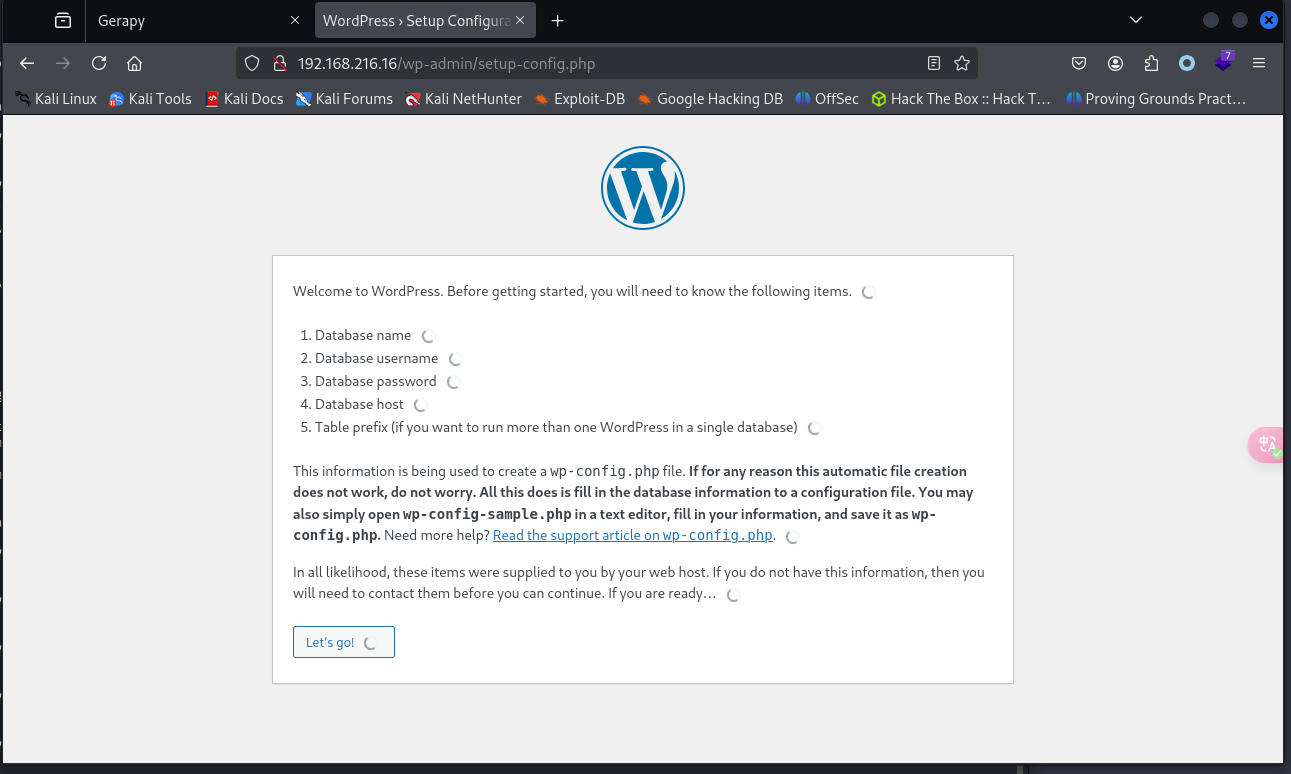 Gerapy
WordPress › Setup Configura
192.168.216.16/wp-admin/setup-config.php
7
Kali Linux Kali Tools Kali Docs Kali Forums Kali NetHunter Exploit-DB Google Hacking DB OffSec Hack The Box :: Hack T… Proving Grounds Pract…
Welcome to WordPress. Before getting started, you will need to know the following items.
1. Database name
2. Database username
3. Database password
4. Database host
5. Table prefix (if you want to run more than one WordPress in a single database)
This information is being used to create a wp-config.php file. If for any reason this automatic file creation
does not work, do not worry. All this does is fill in the database information to a configuration file. You may
also simply open wp-config-sample.php in a text editor, fill in your information, and save it as wp-
config.php. Need more help? Read the support article on wp-config.php.
In all likelihood, these items were supplied to you by your web host. If you do not have this information, then you
will need to contact them before you can continue. If you are ready…
Let’s go!